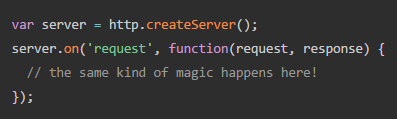 var server = http.createServer();
server.on('request', function(request, response) {
  // the same kind of magic happens here!
});